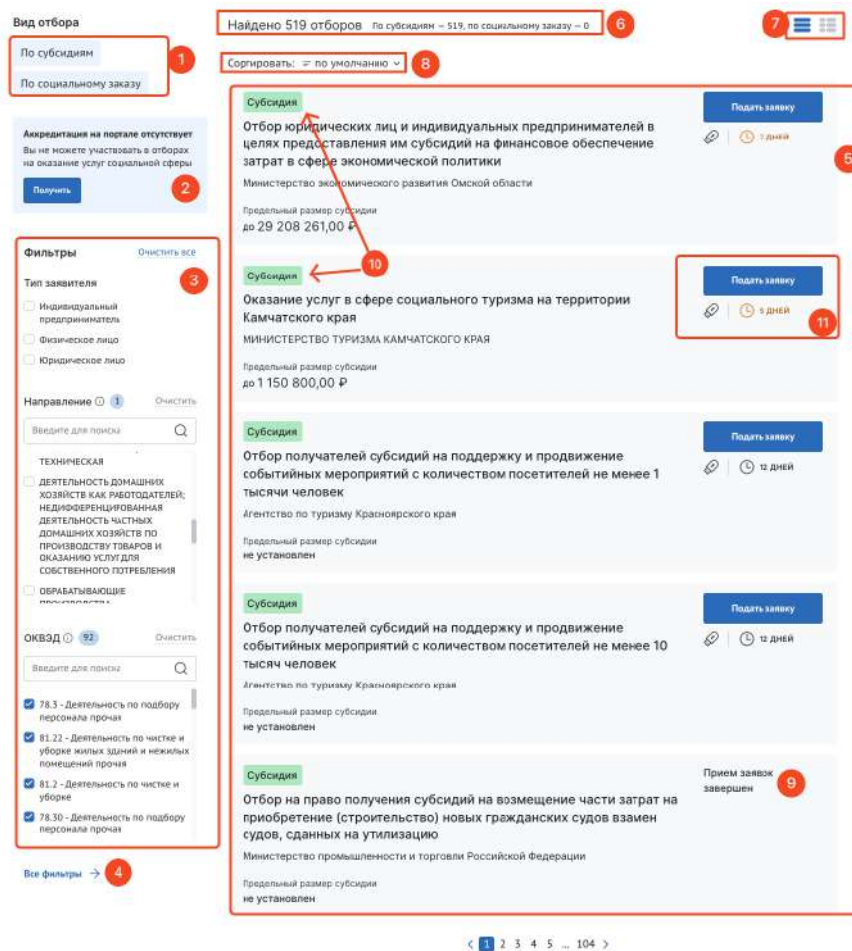 Вид отбора
По субсидиям
По социальному заказу
1
Аккредитация на портале отсутствует
Вы не можете участвовать в отборах
на оказание услуг социальной сферы
Получить
2
Фильтры
Очистить все
3
Тип заявителя
Индивидуальный
предприниматель
Физическое лицо
Юридическое лицо
Направление 1
Очистить
Введите для поиска
ТЕХНИЧЕСКАЯ
ДЕЯТЕЛЬНОСТЬ ДОМАШНИХ
ХОЗЯЙСТВ КАК РАБОТОДАТЕЛЕЙ;
НЕДИФФЕРЕНЦИРОВАННАЯ
ДЕЯТЕЛЬНОСТЬ ЧАСТНЫХ
ДОМАШНИХ ХОЗЯЙСТВ ПО
ПРОИЗВОДСТВУ ТОВАРОВ И
ОКАЗАНИЮ УСЛУГ ДЛЯ
СОБСТВЕННОГО ПОТРЕБЛЕНИЯ
ОБРАБАТЫВАЮЩИЕ
ПРОИЗВОДСТВА
ОКВЭД 92
Очистить
Введите для поиска
78.3 - Деятельность по подбору
персонала прочая
81.22 - Деятельность по чистке и
уборке жилых зданий и нежилых
помещений прочая
81.2 - Деятельность по чистке и
уборке
78.30 - Деятельность по подбору
персонала прочая
Все фильтры → 4
Найдено 519 отборов По субсидиям – 519, по социальному заказу – 0
6
7
Сортировать: по умолчанию
8
5
Субсидия
Отбор юридических лиц и индивидуальных предпринимателей в
целях предоставления им субсидий на финансовое обеспечение
затрат в сфере экономической политики
Министерство экономического развития Омской области
Предельный размер субсидии
до 29 208 261,00 ₽
Подать заявку
дней
10
Субсидия
Оказание услуг в сфере социального туризма на территории
Камчатского края
МИНИСТЕРСТВО ТУРИЗМА КАМЧАТСКОГО КРАЯ
Предельный размер субсидии
до 1 150 800,00 ₽
Подать заявку
5 дней
11
Субсидия
Отбор получателей субсидий на поддержку и продвижение
событийных мероприятий с количеством посетителей не менее 1
тысячи человек
Агентство по туризму Красноярского края
Предельный размер субсидии
не установлен
Подать заявку
12 дней
Субсидия
Отбор получателей субсидий на поддержку и продвижение
событийных мероприятий с количеством посетителей не менее 10
тысяч человек
Агентство по туризму Красноярского края
Предельный размер субсидии
не установлен
Подать заявку
12 дней
Субсидия
Отбор на право получения субсидий на возмещение части затрат на
приобретение (строительство) новых гражданских судов взамен
судов, сданных на утилизацию
Министерство промышленности и торговли Российской Федерации
Предельный размер субсидии
не установлен
Прием заявок
завершен
9
< 1 2 3 4 5 ... 104 >